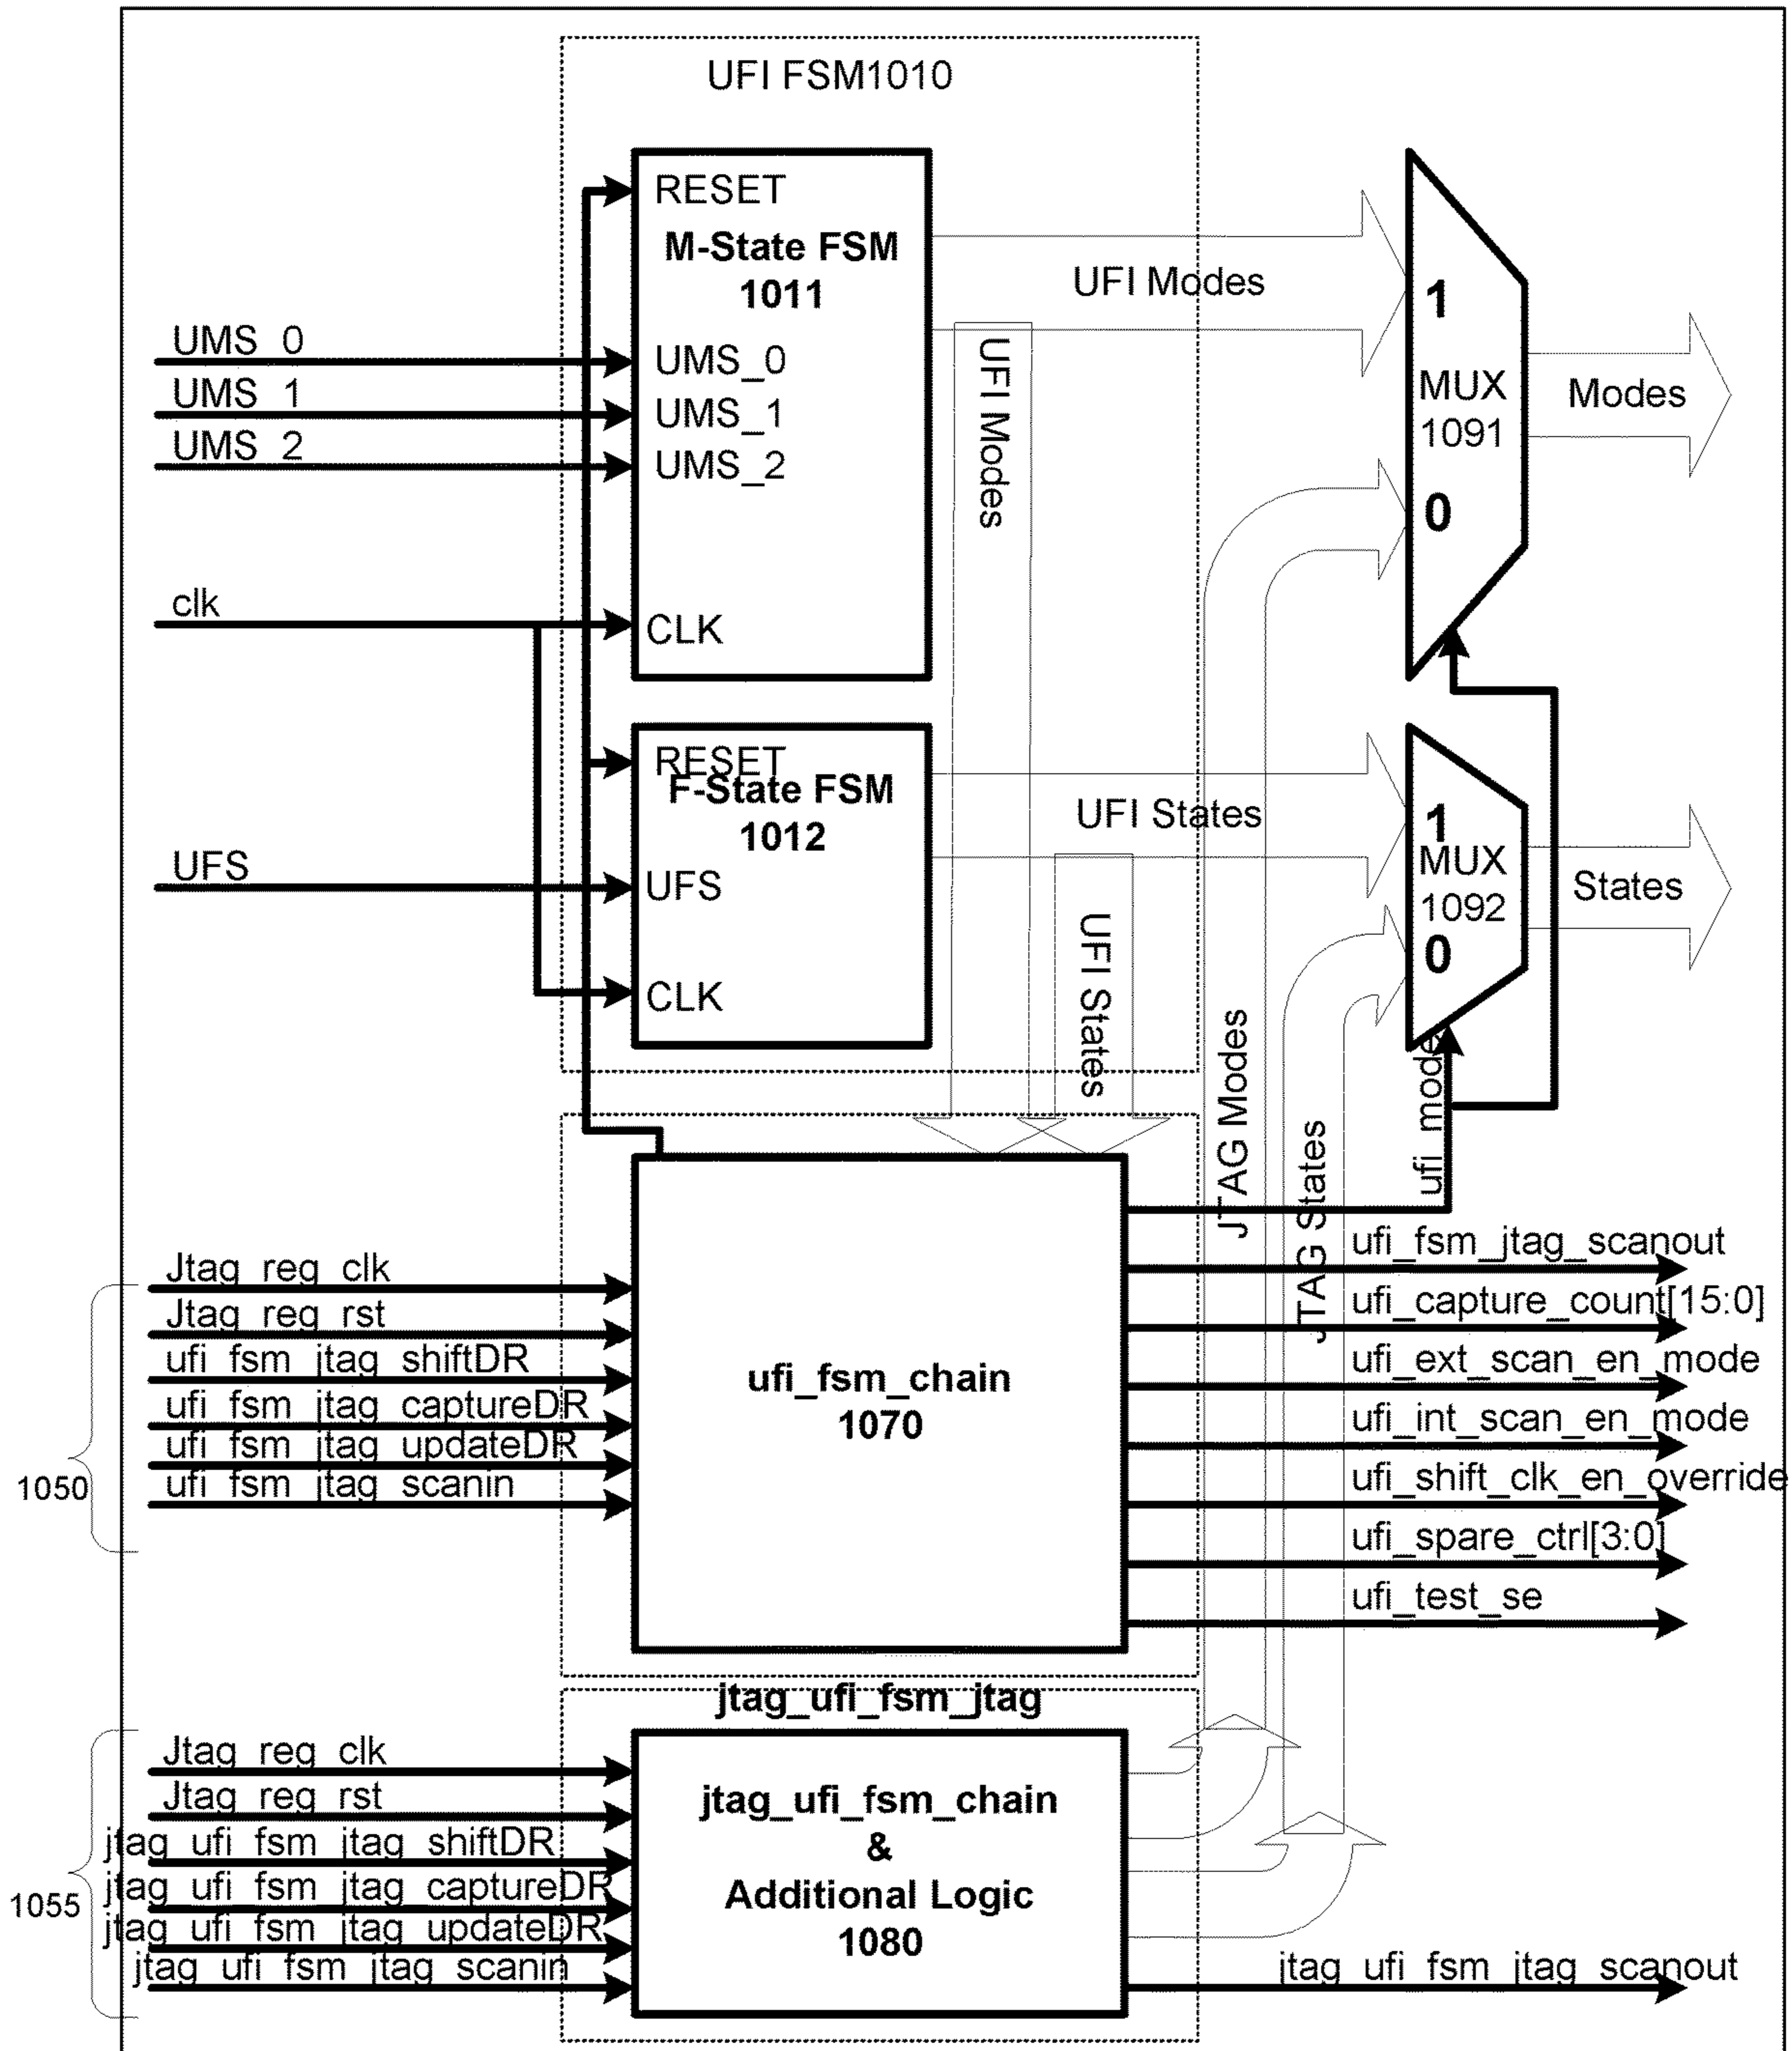 UFI FSM1010
RESET
M-State FSM
1011
UFI Modes
1
UMS_0
UMS_0
UMS_1
UMS_1
UMS_2
UMS_2
UFI Modes
MUX
1091
Modes
0
clk
CLK
RESET
F-State FSM
1012
UFI States
1
MUX
1092
States
UFS
UFS
0
CLK
UFI States
JTAG Modes
JTAG States
ufi_mode
Jtag_reg_clk
Jtag_reg_rst
ufi_fsm_jtag_shiftDR
ufi_fsm_jtag_captureDR
ufi_fsm_jtag_updateDR
ufi_fsm_jtag_scanin
1050
ufi_fsm_chain
1070
ufi_fsm_jtag_scanout
ufi_capture_count[15:0]
ufi_ext_scan_en_mode
ufi_int_scan_en_mode
ufi_shift_clk_en_override
ufi_spare_ctrl[3:0]
ufi_test_se
jtag_ufi_fsm_jtag
Jtag_reg_clk
Jtag_reg_rst
jtag_ufi_fsm_jtag_shiftDR
jtag_ufi_fsm_jtag_captureDR
jtag_ufi_fsm_jtag_updateDR
jtag_ufi_fsm_jtag_scanin
1055
jtag_ufi_fsm_chain
&
Additional Logic
1080
jtag_ufi_fsm_jtag_scanout